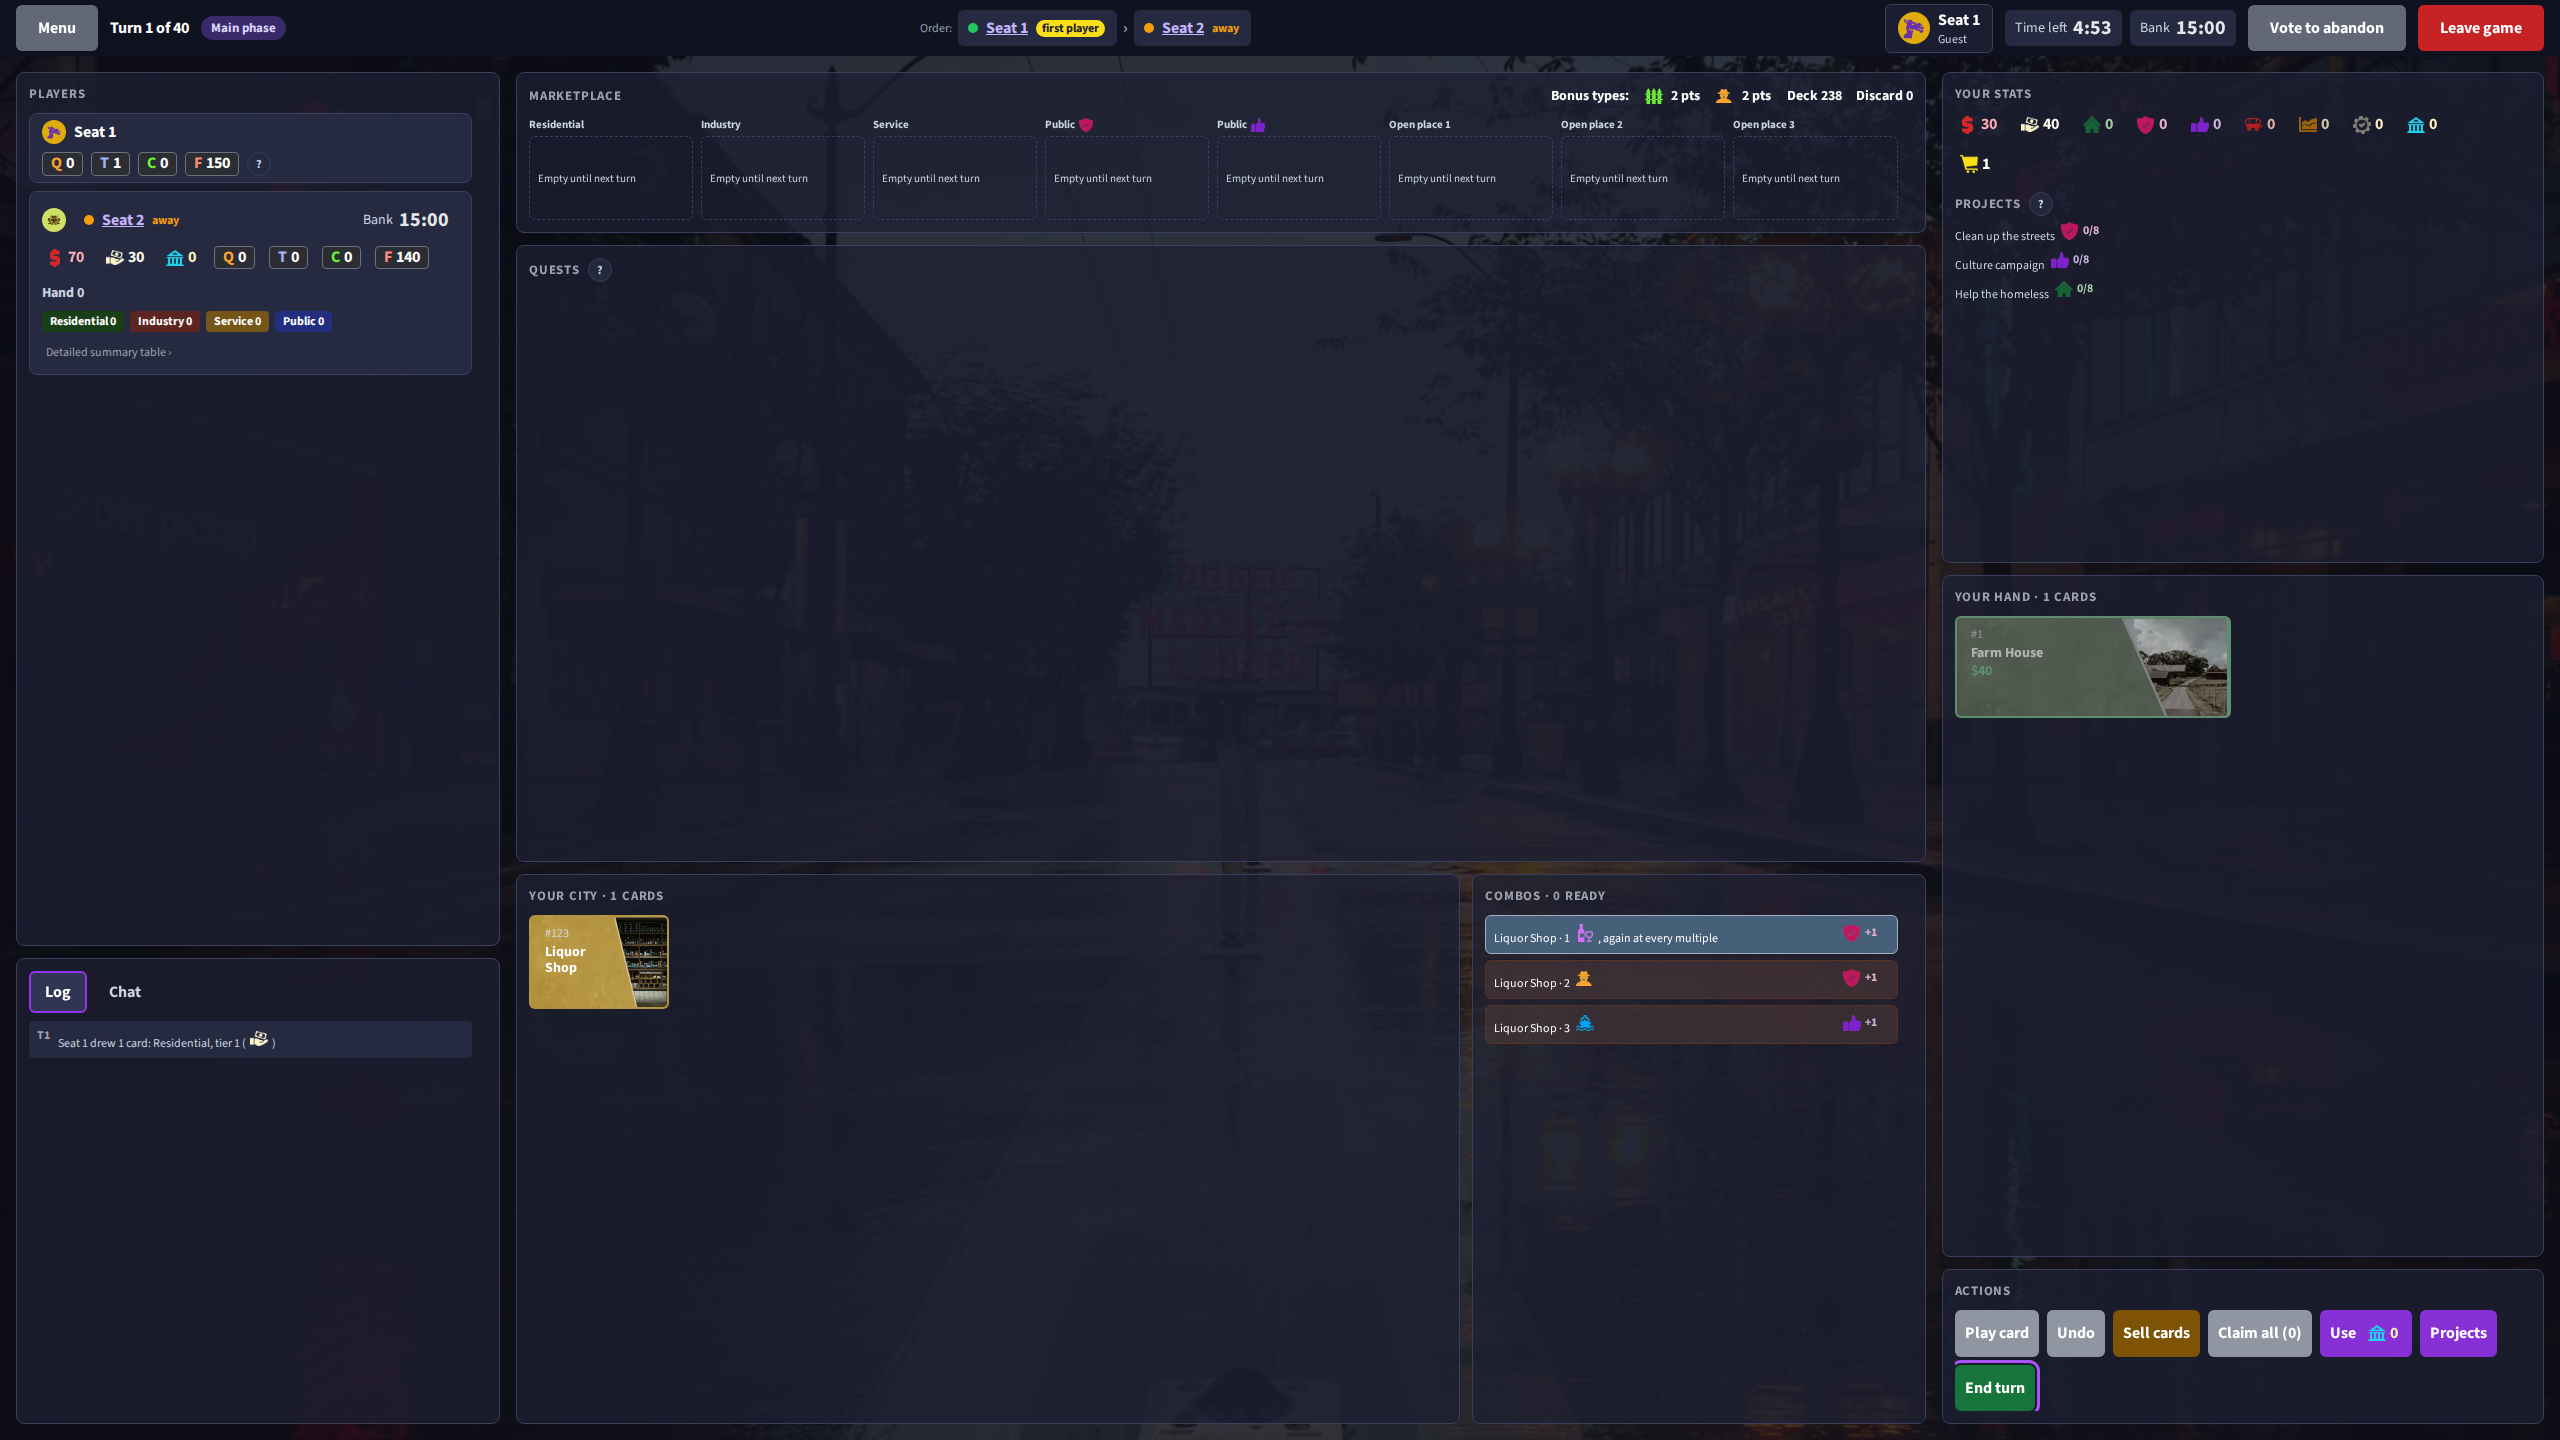 Menu
Turn 1 of 40
Main phase
Order:
Seat 1
first player
›
Seat 2
away
Seat 1
Guest
Time left 4:53
Bank 15:00
Vote to abandon
Leave game
PLAYERS
Seat 1
Q 0
T 1
C 0
F 150
?
Seat 2 away
Bank 15:00
70
30
0
Q 0
T 0
C 0
F 140
Hand 0
Residential 0
Industry 0
Service 0
Public 0
Detailed summary table ›
Log
Chat
T1 Seat 1 drew 1 card: Residential, tier 1 ( )
MARKETPLACE
Bonus types: 2 pts 2 pts Deck 238 Discard 0
Residential
Industry
Service
Public
Public
Open place 1
Open place 2
Open place 3
Empty until next turn
Empty until next turn
Empty until next turn
Empty until next turn
Empty until next turn
Empty until next turn
Empty until next turn
Empty until next turn
QUESTS ?
order pickup
PUBLIC
MARKET
CENTER
SNEAKER
CITY
YOUR CITY · 1 CARDS
#123
Liquor
Shop
COMBOS · 0 READY
Liquor Shop · 1 , again at every multiple +1
Liquor Shop · 2 +1
Liquor Shop · 3 +1
YOUR STATS
$ 30 40 0 0 0 0 0 0 0
1
PROJECTS ?
Clean up the streets 0/8
Culture campaign 0/8
Help the homeless 0/8
YOUR HAND · 1 CARDS
#1
Farm House
$40
ACTIONS
Play card
Undo
Sell cards
Claim all (0)
Use 0
Projects
End turn